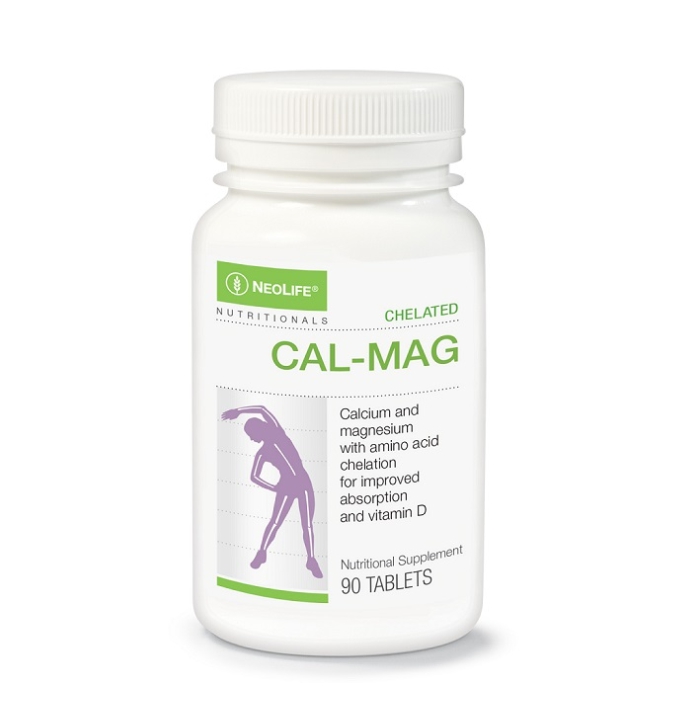 NEOLIFE®
NUTRITIONALS
CHELATED
CAL-MAG
Calcium and
magnesium
with amino acid
chelation
for improved
absorption
and vitamin D
Nutritional Supplement
90 TABLETS